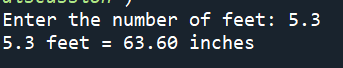 Enter the number of feet: 5.3
5.3 feet = 63.60 inches